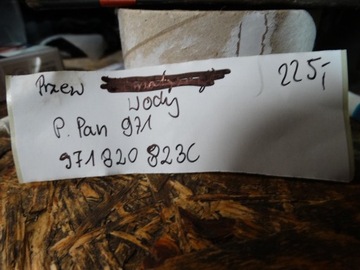 Przew 225,-
wody
P. Pan 971
971 820 823C